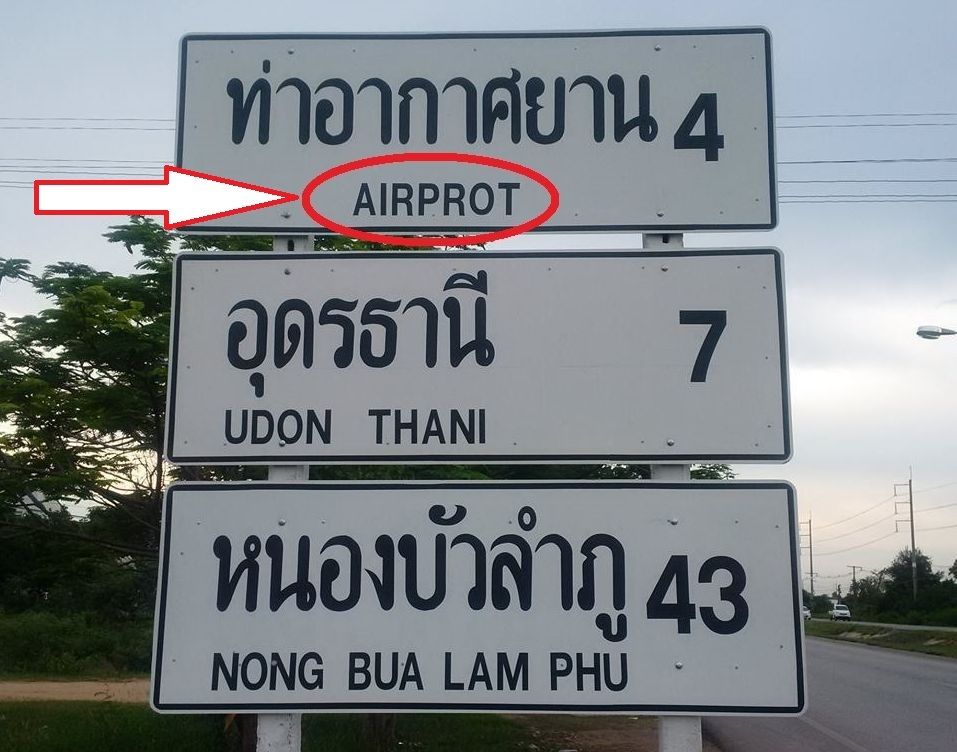 ท่าอากาศยาน 4
AIRPROT
อุดรธานี 7
UDON THANI
หนองบัวลำภู 43
NONG BUA LAM PHU